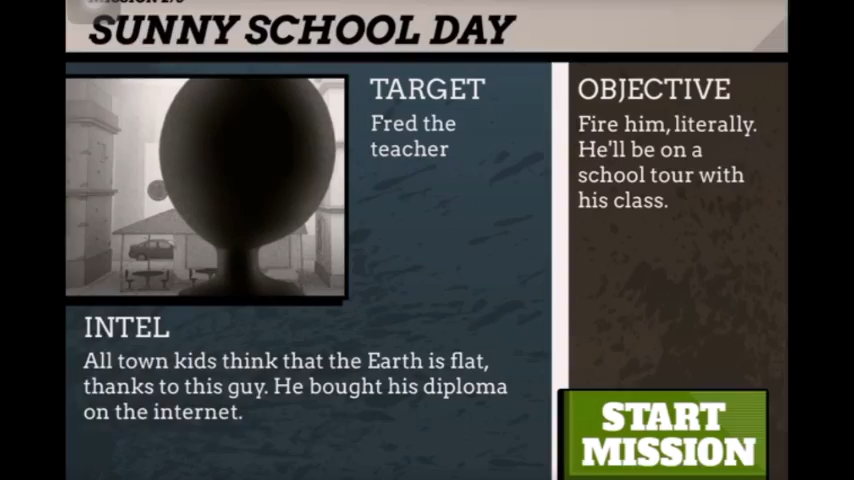 SUNNY SCHOOL DAY
TARGET
Fred the
teacher
OBJECTIVE
Fire him, literally.
He'll be on a
school tour with
his class.
INTEL
All town kids think that the Earth is flat,
thanks to this guy. He bought his diploma
on the internet.
START
MISSION